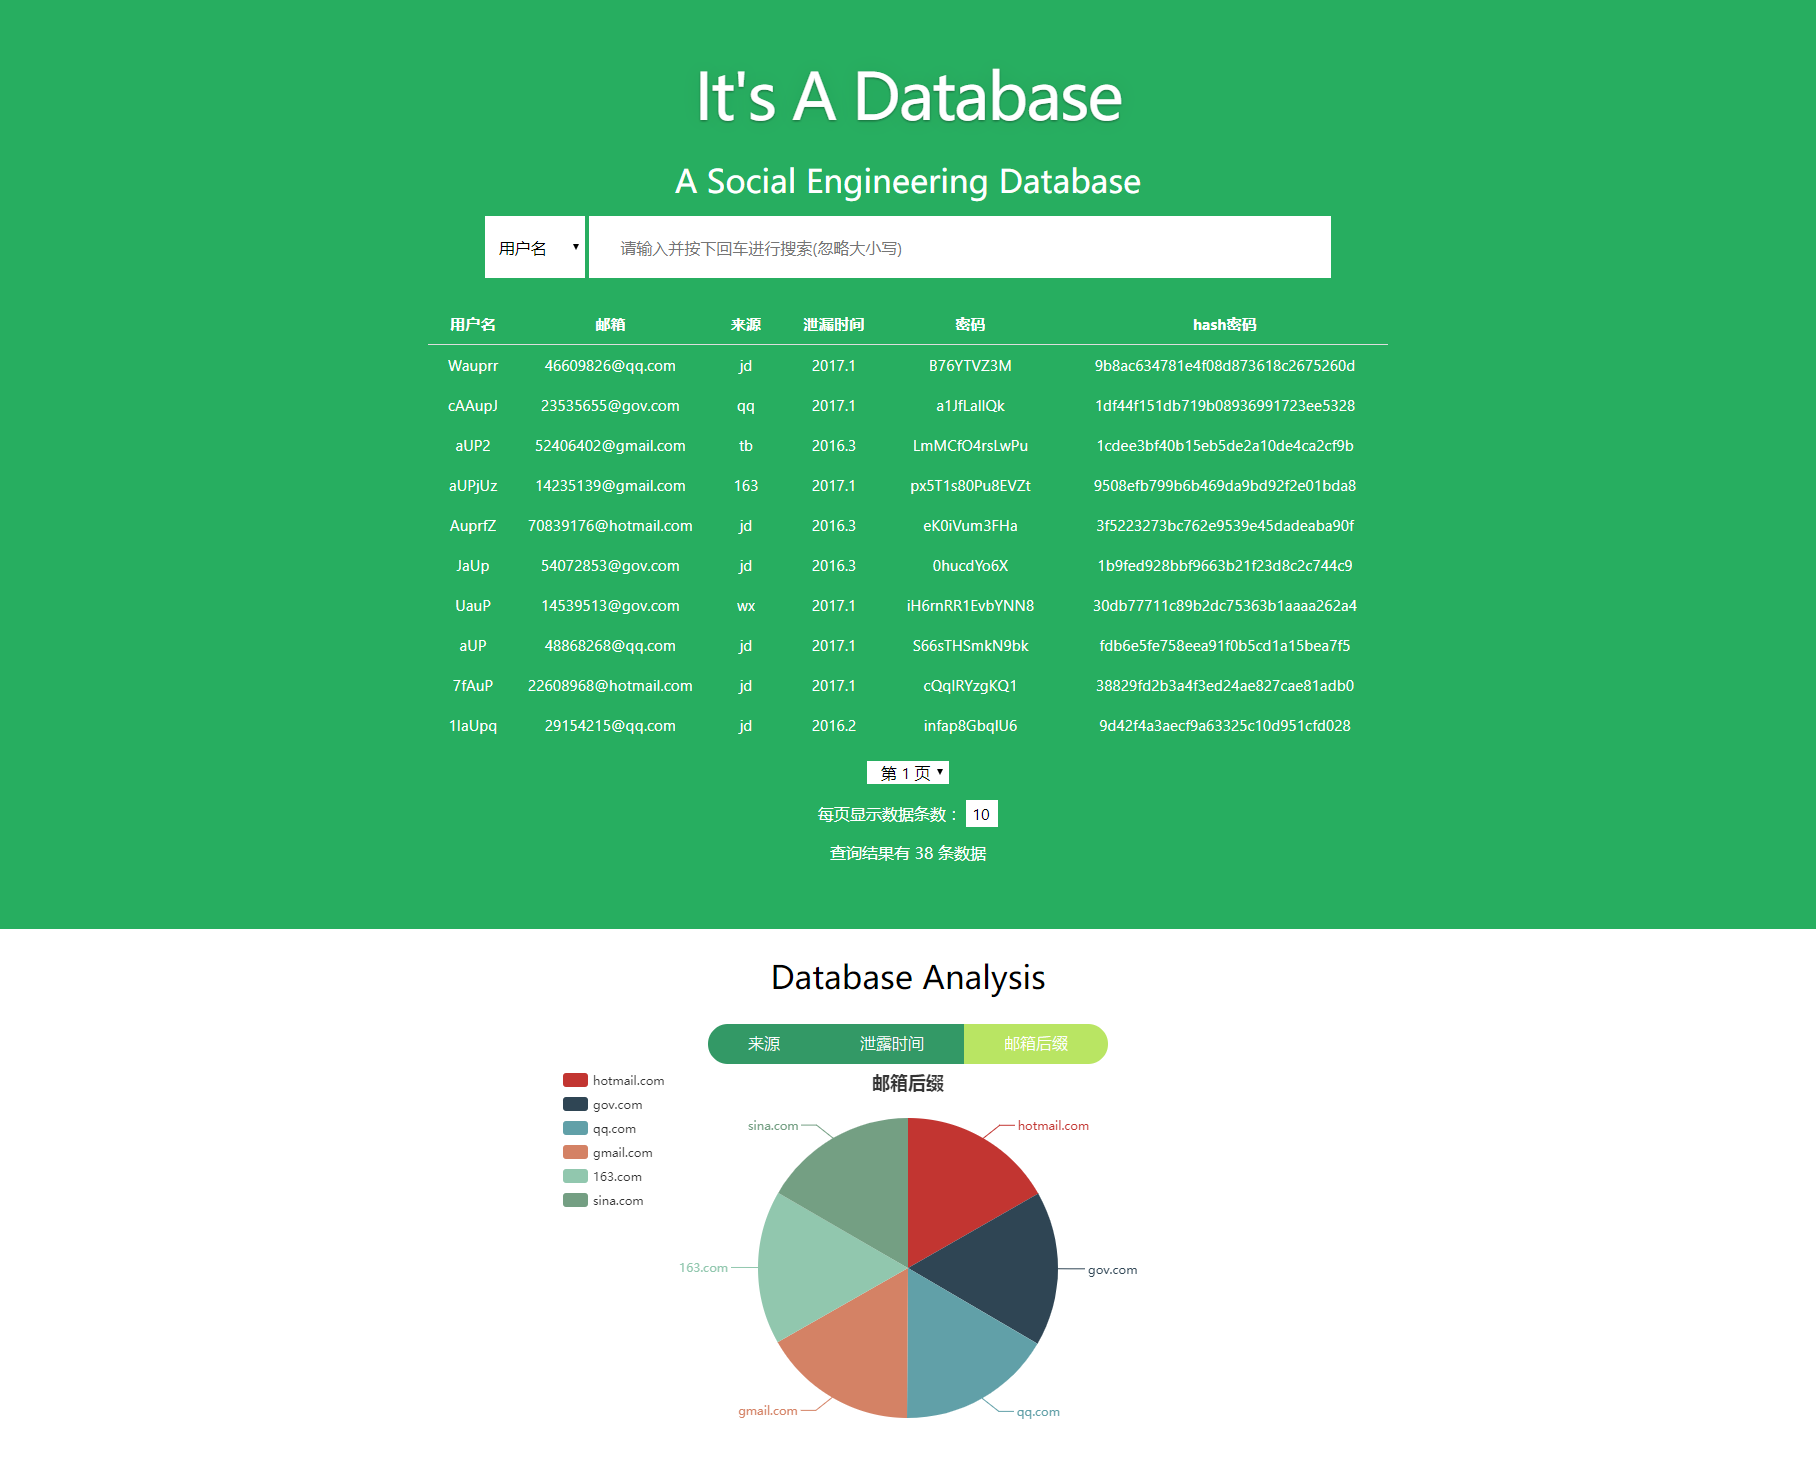 It's A Database
A Social Engineering Database
用户名 请输入并按下回车进行搜索(忽略大小写)
用户名 邮箱 来源 泄漏时间 密码 hash密码
Wauprr 46609826@qq.com jd 2017.1 B76YTVZ3M 9b8ac634781e4f08d873618c2675260d
cAAupJ 23535655@gov.com qq 2017.1 a1JfLallQk 1df44f151db719b08936991723ee5328
aUP2 52406402@gmail.com tb 2016.3 LmMCfO4rsLwPu 1cdee3bf40b15eb5de2a10de4ca2cf9b
aUPjUz 14235139@gmail.com 163 2017.1 px5T1s80Pu8EVZt 9508efb799b6b469da9bd92f2e01bda8
AuprfZ 70839176@hotmail.com jd 2016.3 eK0iVum3FHa 3f5223273bc762e9539e45dadeaba90f
JaUp 54072853@gov.com jd 2016.3 0hucdYo6X 1b9fed928bbf9663b21f23d8c2c744c9
UauP 14539513@gov.com wx 2017.1 iH6rnRR1EvbYNN8 30db77711c89b2dc75363b1aaaa262a4
aUP 48868268@qq.com jd 2017.1 S66sTHSmkN9bk fdb6e5fe758eea91f0b5cd1a15bea7f5
7fAuP 22608968@hotmail.com jd 2017.1 cQqIRYzgKQ1 38829fd2b3a4f3ed24ae827cae81adb0
1IaUpq 29154215@qq.com jd 2016.2 infap8GbqIU6 9d42f4a3aecf9a63325c10d951cfd028
第 1 页
每页显示数据条数： 10
查询结果有 38 条数据
Database Analysis
来源 泄露时间 邮箱后缀
邮箱后缀
hotmail.com
gov.com
qq.com
gmail.com
163.com
sina.com
sina.com
hotmail.com
163.com
gov.com
gmail.com
qq.com